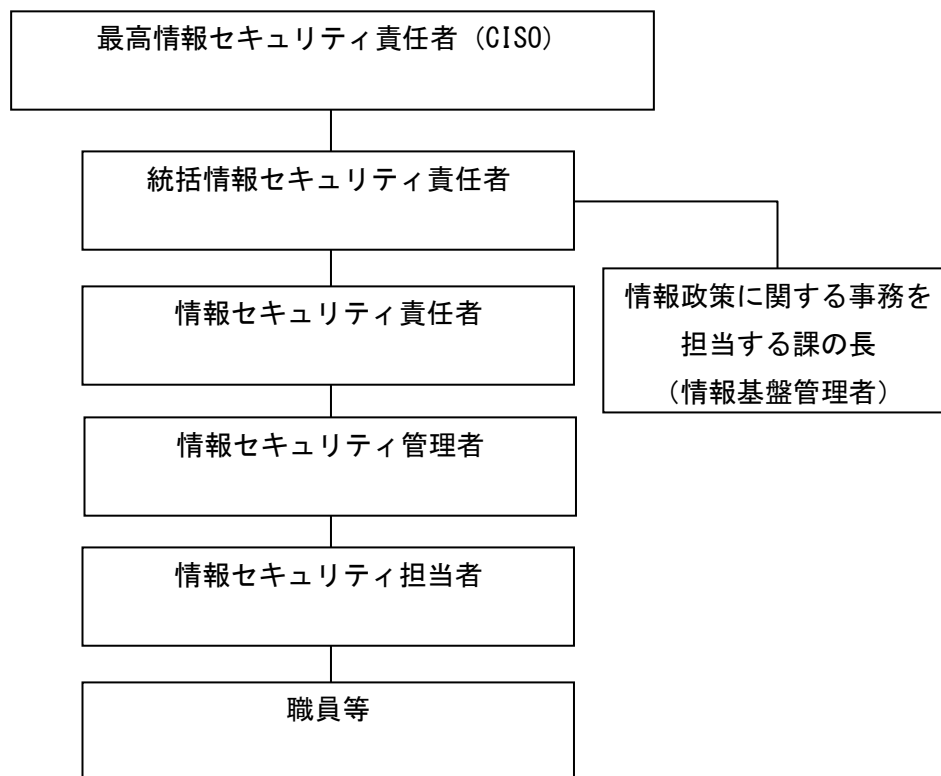 最高情報セキュリティ責任者（CISO）
統括情報セキュリティ責任者
情報セキュリティ責任者
情報政策に関する事務を
担当する課の長
（情報基盤管理者）
情報セキュリティ管理者
情報セキュリティ担当者
職員等